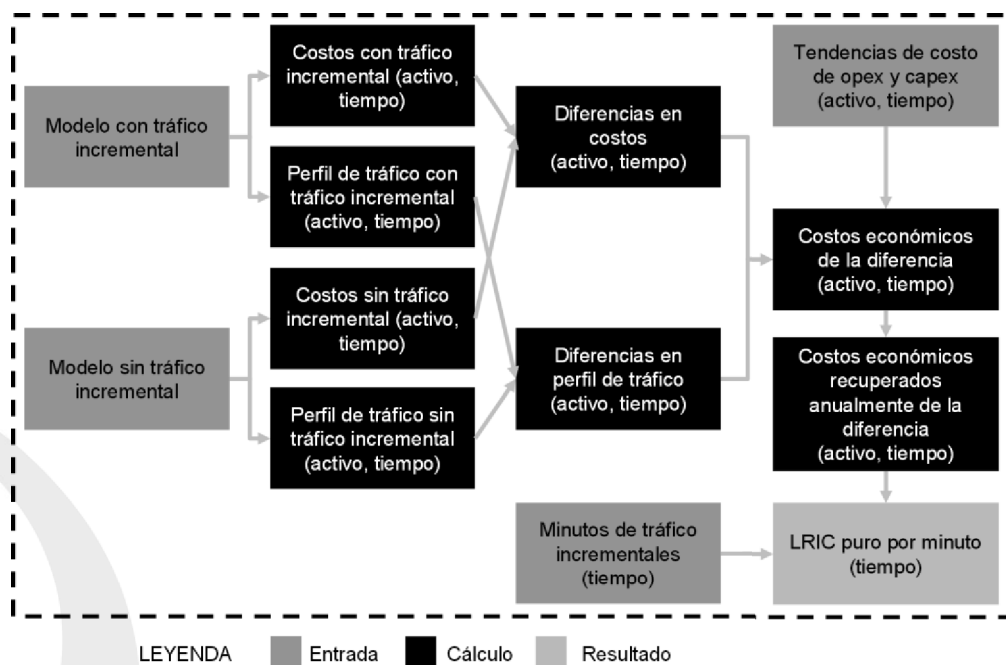 Modelo con tráfico
incremental
Modelo sin tráfico
incremental
Costos con tráfico
incremental (activo,
tiempo)
Perfil de tráfico con
tráfico incremental
(activo, tiempo)
Costos sin tráfico
incremental (activo,
tiempo)
Perfil de tráfico sin
tráfico incremental
(activo, tiempo)
Diferencias en
costos
(activo, tiempo)
Diferencias en
perfil de tráfico
(activo, tiempo)
Minutos de tráfico
incrementales
(tiempo)
Tendencias de costo
de opex y capex
(activo, tiempo)
Costos económicos
de la diferencia
(activo, tiempo)
Costos económicos
recuperados
anualmente de la
diferencia
(activo, tiempo)
LRIC puro por minuto
(tiempo)
LEYENDA
Entrada
Cálculo
Resultado